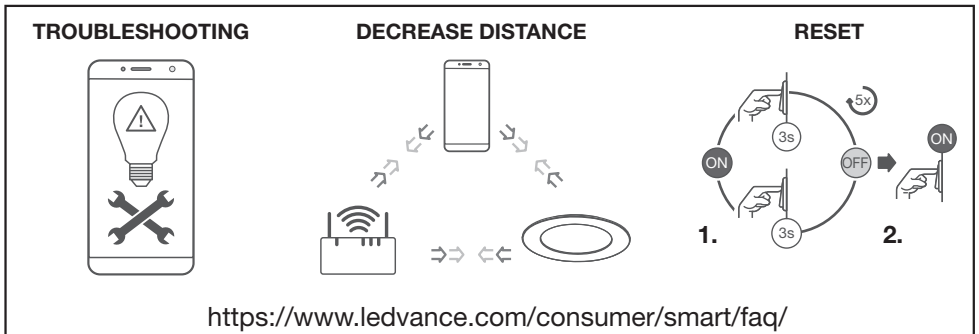 TROUBLESHOOTING
DECREASE DISTANCE
RESET
5x
3s
ON
OFF
ON
3s
1.
2.
https://www.ledvance.com/consumer/smart/faq/